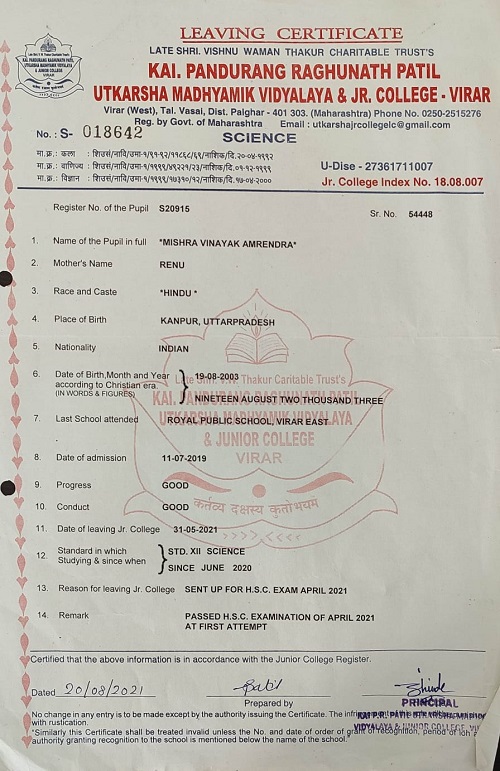 LEAVING CERTIFICATE
LATE SHRI. VISHNU WAMAN THAKUR CHARITABLE TRUST'S
KAI. PANDURANG RAGHUNATH PATIL
UTKARSHA MADHYAMIK VIDYALAYA & JR. COLLEGE - VIRAR
Virar (West), Tal. Vasai, Dist. Palghar - 401 303. (Maharashtra) Phone No. 0250-2515276
Reg. by Govt. of Maharashtra Email : utkarshajrcollegelc@gmail.com
No. : S- 018642
SCIENCE
मा.क्र.: कला : शिउसं/नावि/उमा-१/९१-९२/११८६८/६९/नाशिक/दि.२०-०४-१९९२
मा.क्र.: वाणिज्य : शिउसं/नावि/उमा-१/१९९९/४९२२१/२३/नाशिक/दि.०१-१२-१९९९
मा.क्र.: विज्ञान : शिउसं/नावि/उमा-१/१९९९/१७३१०/१२/नाशिक/दि.१७-०४-२०००
U-Dise - 27361711007
Jr. College Index No. 18.08.007
Register No. of the Pupil S20915
Sr. No. 54448
1. Name of the Pupil in full *MISHRA VINAYAK AMRENDRA*
2. Mother's Name RENU
3. Race and Caste *HINDU *
4. Place of Birth KANPUR, UTTARPRADESH
5. Nationality INDIAN
6. Date of Birth,Month and Year 19-08-2003
according to Christian era.
(IN WORDS & FIGURES) NINETEEN AUGUST TWO THOUSAND THREE
Late Shri. V.W. Thakur Caritable Trust's
KAI. PANDURANG RAGHUNATH PATIL
UTKARSHA MADHYAMIK VIDYALAYA
& JUNIOR COLLEGE
VIRAR
कर्तव्य दक्षस्य कुतोभयम्
7. Last School attended ROYAL PUBLIC SCHOOL, VIRAR EAST
8. Date of admission 11-07-2019
9. Progress GOOD
10. Conduct GOOD
11. Date of leaving Jr. College 31-05-2021
12. Standard in which STD. XII SCIENCE
Studying & since when SINCE JUNE 2020
13. Reason for leaving Jr. College SENT UP FOR H.S.C. EXAM APRIL 2021
14. Remark PASSED H.S.C. EXAMINATION OF APRIL 2021
AT FIRST ATTEMPT
Certified that the above information is in accordance with the Junior College Register.
Dated 20/08/2021
Prepared by
PRINCIPAL
KAI P.R. PATIL
VIDYALAYA & JUNIOR COLLEGE
No change in any entry is to be made except by the authority issuing the Certificate. The
with rustication.
*Similarly this Certificate shall be treated invalid unless the No. and date of order of grant of recognition, period of
authority granting recognition to the school is mentioned below the name of the school.*